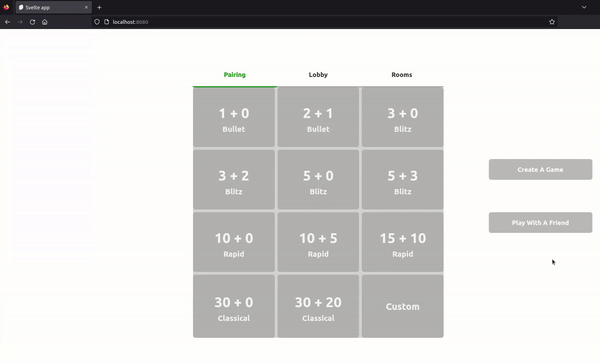 Svelte app
localhost:8080
Pairing Lobby Rooms
1 + 0 2 + 1 3 + 0
Bullet Bullet Blitz
Create A Game
3 + 2 5 + 0 5 + 3
Blitz Blitz Blitz
Play With A Friend
10 + 0 10 + 5 15 + 10
Rapid Rapid Rapid
30 + 0 30 + 20 Custom
Classical Classical